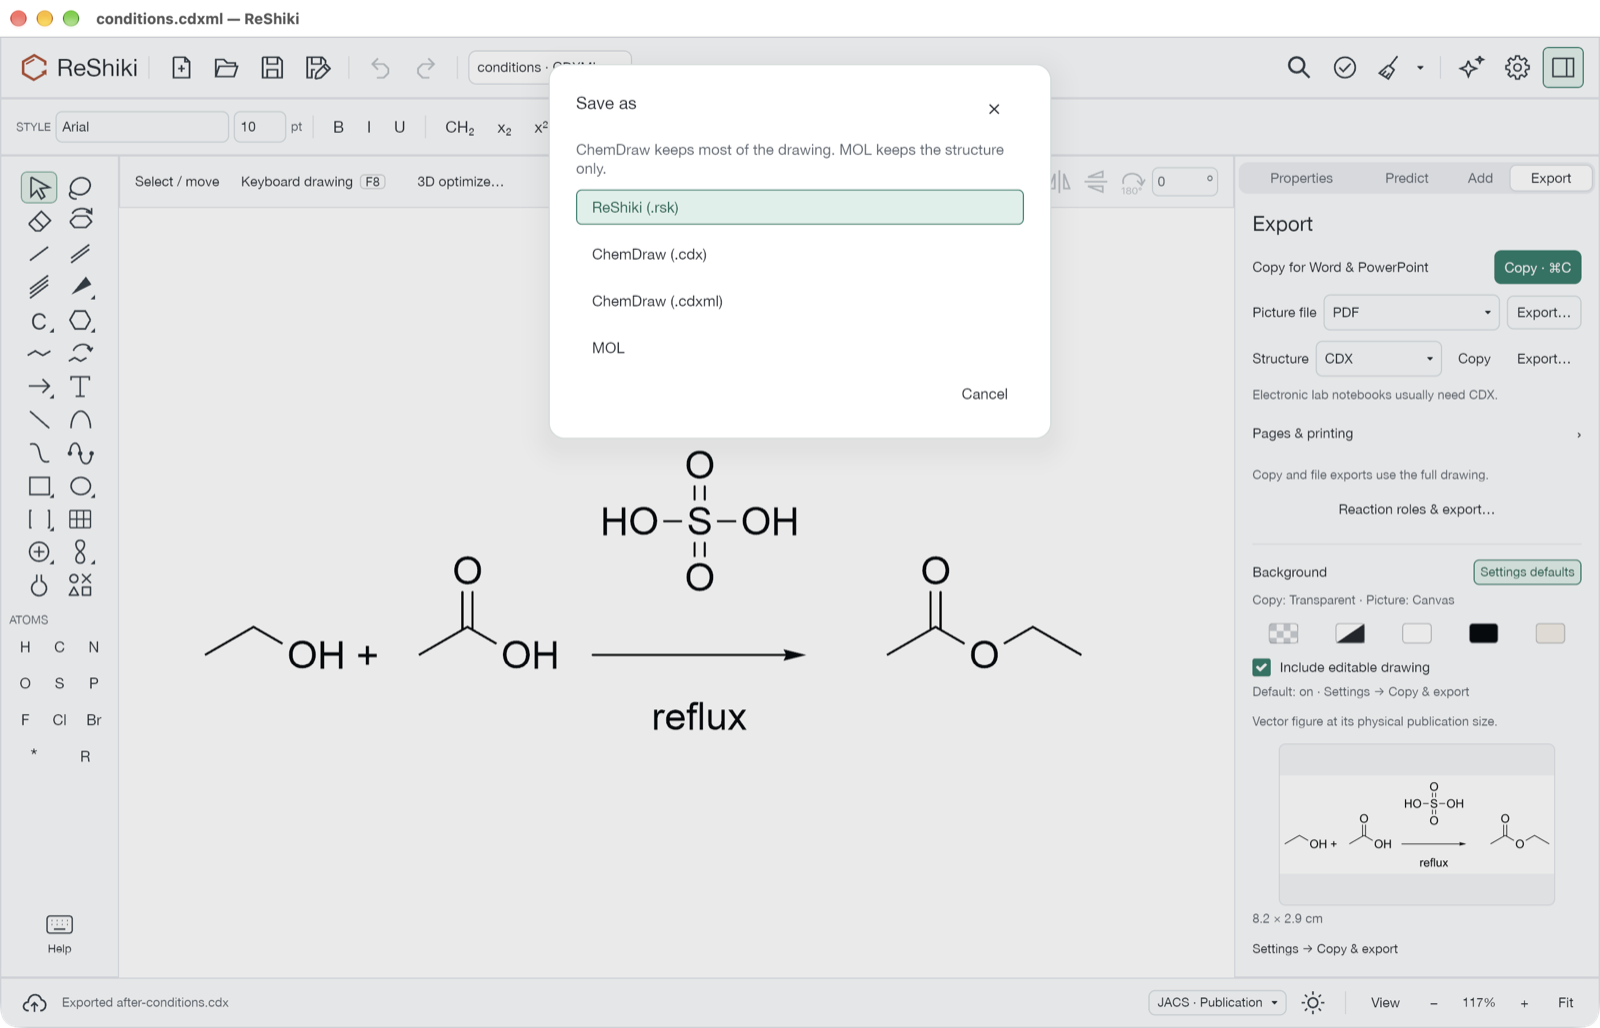 conditions.cdxml — ReShiki
ReShiki
conditions ·
STYLE Arial 10 pt B I U CH₂ x₂ x²
Save as
ChemDraw keeps most of the drawing. MOL keeps the structure
only.
ReShiki (.rsk)
ChemDraw (.cdx)
ChemDraw (.cdxml)
MOL
Cancel
Select / move Keyboard drawing F8 3D optimize...
180° 0 °
C
T
ATOMS
H C N
O S P
F Cl Br
* R
Help
O
HO–S–OH
O
O O
OH + OH O
reflux
Properties Predict Add Export
Export
Copy for Word & PowerPoint Copy · ⌘C
Picture file PDF Export...
Structure CDX Copy Export...
Electronic lab notebooks usually need CDX.
Pages & printing ›
Copy and file exports use the full drawing.
Reaction roles & export...
Background Settings defaults
Copy: Transparent · Picture: Canvas
Include editable drawing
Default: on · Settings → Copy & export
Vector figure at its physical publication size.
O
HO–S–OH
O
O O
OH + OH O
reflux
8.2 × 2.9 cm
Settings → Copy & export
Exported after-conditions.cdx
JACS · Publication View − 117% + Fit